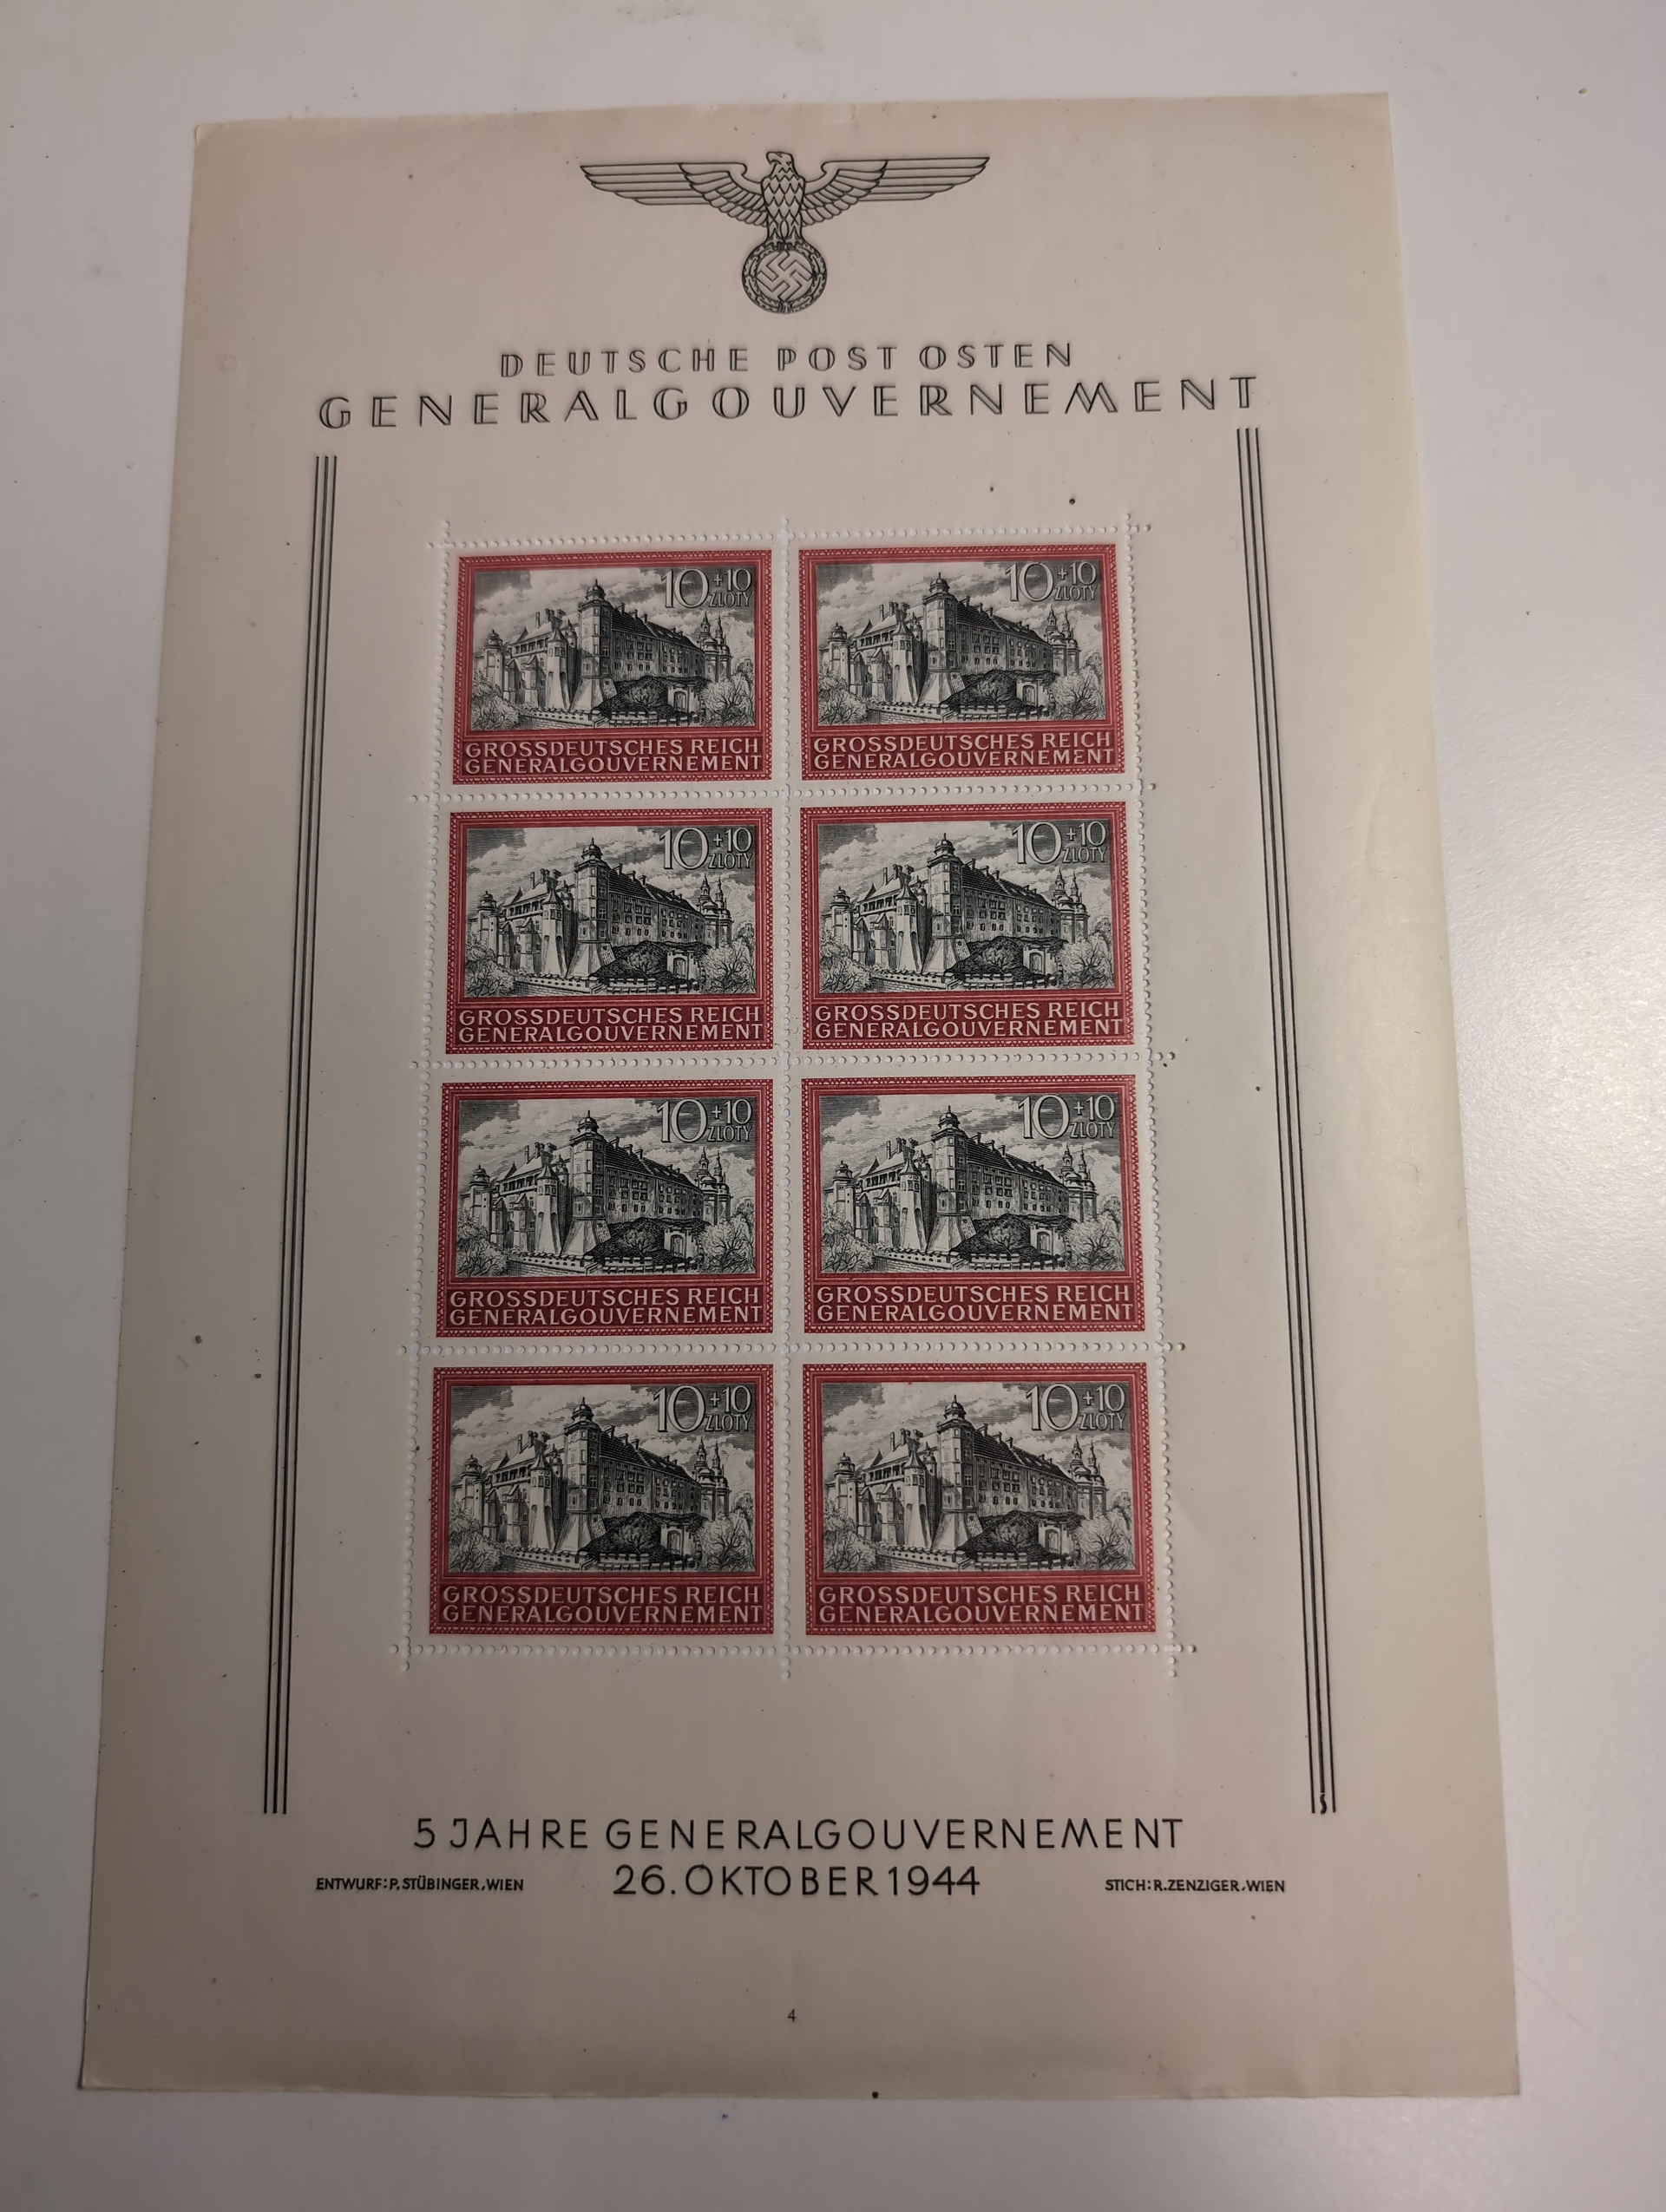 DEUTSCHE POST OSTEN
GENERALGOUVERNEMENT
10+10
ZLOTY
GROSSDEUTSCHES REICH
GENERALGOUVERNEMENT
10+10
ZLOTY
GROSSDEUTSCHES REICH
GENERALGOUVERNEMENT
10+10
ZLOTY
GROSSDEUTSCHES REICH
GENERALGOUVERNEMENT
10+10
ZLOTY
GROSSDEUTSCHES REICH
GENERALGOUVERNEMENT
10+10
ZLOTY
GROSSDEUTSCHES REICH
GENERALGOUVERNEMENT
10+10
ZLOTY
GROSSDEUTSCHES REICH
GENERALGOUVERNEMENT
10+10
ZLOTY
GROSSDEUTSCHES REICH
GENERALGOUVERNEMENT
10+10
ZLOTY
GROSSDEUTSCHES REICH
GENERALGOUVERNEMENT
5 JAHRE GENERALGOUVERNEMENT
26. OKTOBER 1944
ENTWURF: P. STÜBINGER, WIEN
STICH: R. ZENZIGER, WIEN
4